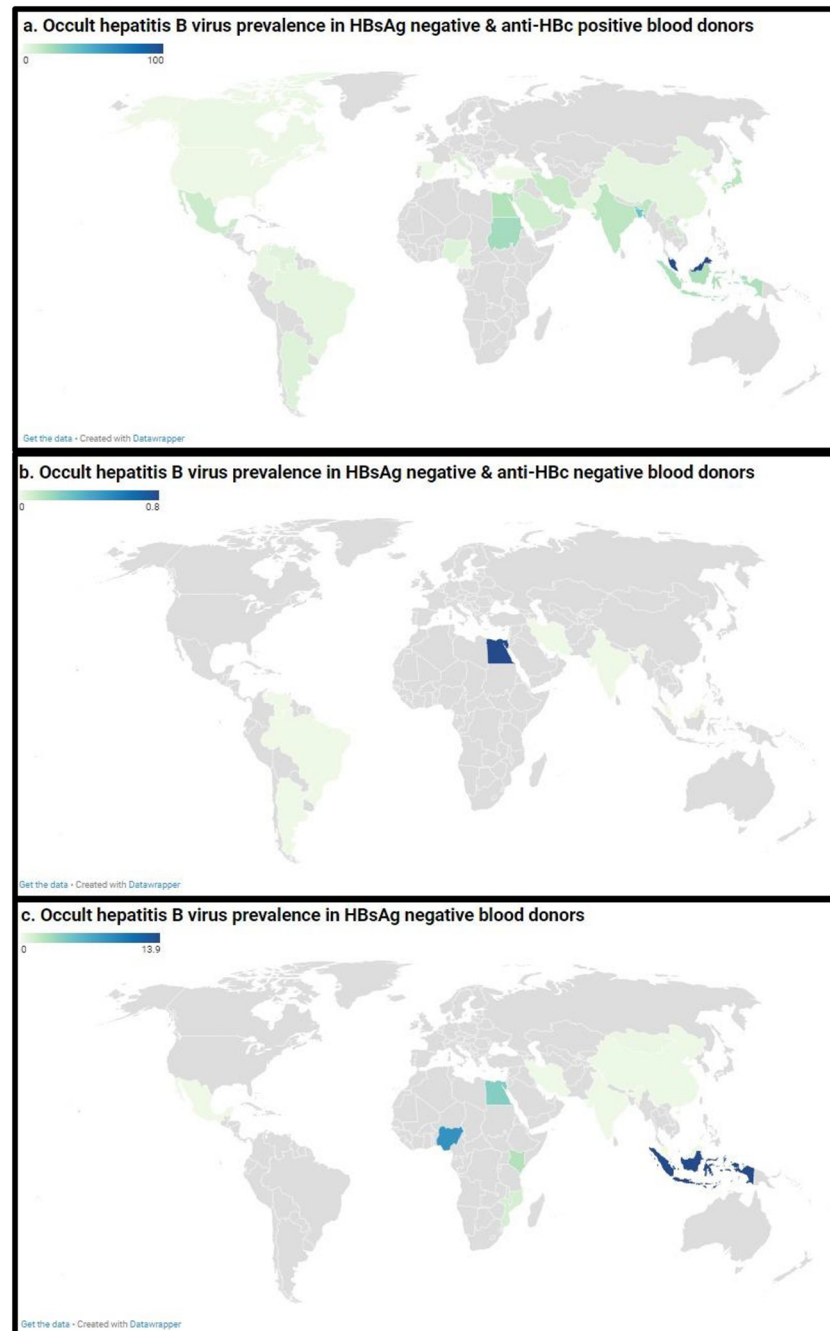 a. Occult hepatitis B virus prevalence in HBsAg negative & anti-HBc positive blood donors
0 100
Get the data • Created with Datawrapper
b. Occult hepatitis B virus prevalence in HBsAg negative & anti-HBc negative blood donors
0 0.8
Get the data • Created with Datawrapper
c. Occult hepatitis B virus prevalence in HBsAg negative blood donors
0 13.9
Get the data • Created with Datawrapper